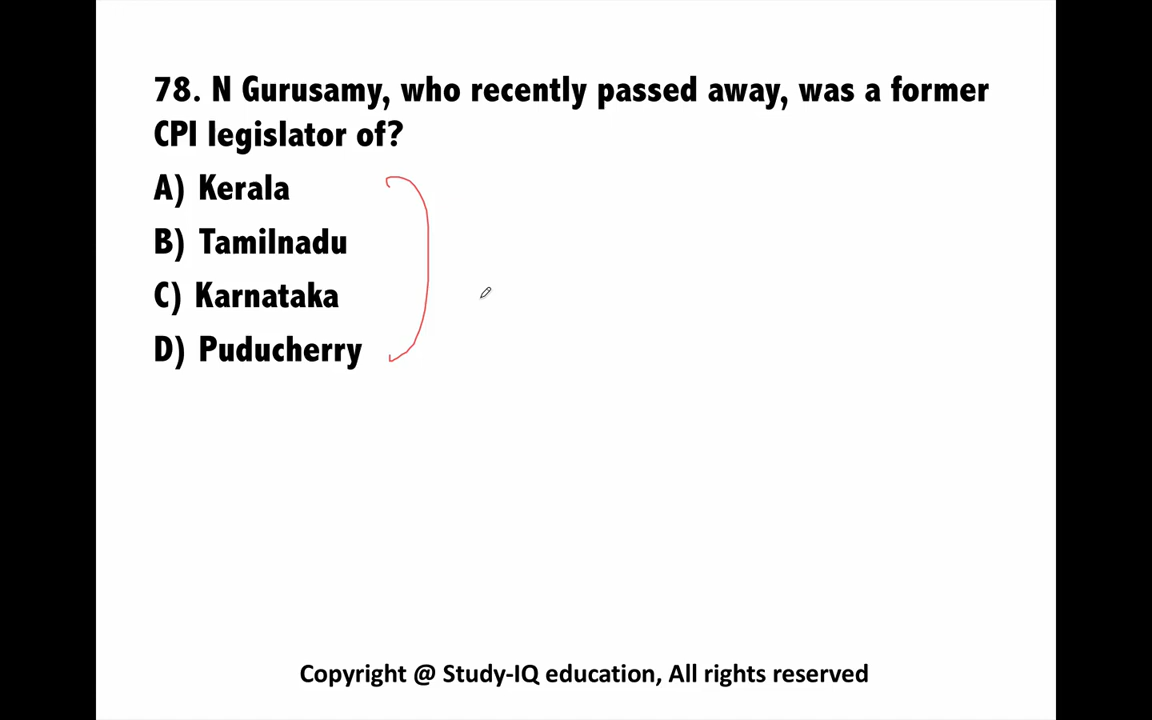 78. N Gurusamy, who recently passed away, was a former
CPI legislator of?
A) Kerala
B) Tamilnadu
C) Karnataka
D) Puducherry
Copyright @ Study-IQ education, All rights reserved